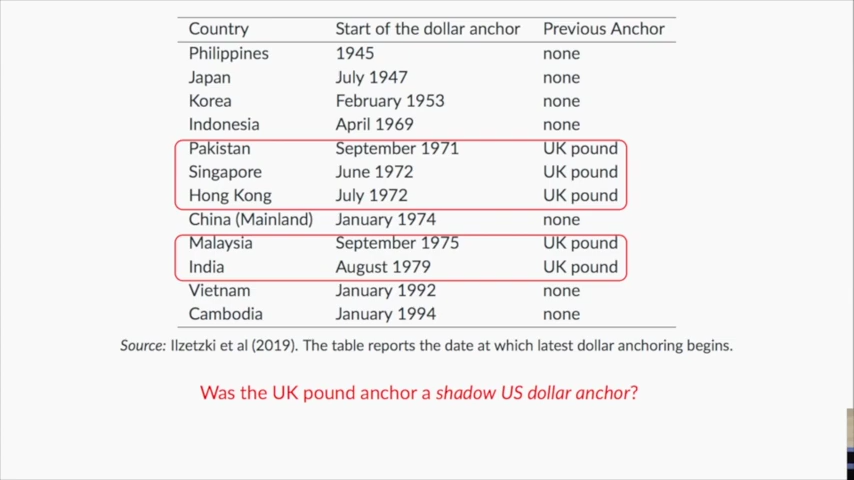 Country Start of the dollar anchor Previous Anchor
Philippines 1945 none
Japan July 1947 none
Korea February 1953 none
Indonesia April 1969 none
Pakistan September 1971 UK pound
Singapore June 1972 UK pound
Hong Kong July 1972 UK pound
China (Mainland) January 1974 none
Malaysia September 1975 UK pound
India August 1979 UK pound
Vietnam January 1992 none
Cambodia January 1994 none
Source: Ilzetzki et al (2019). The table reports the date at which latest dollar anchoring begins.
Was the UK pound anchor a shadow US dollar anchor?